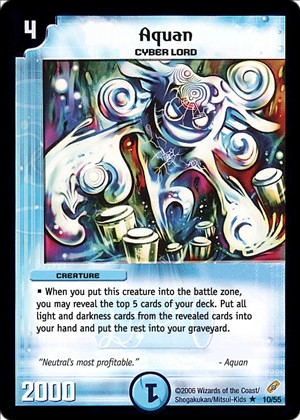 4
Aquan
CYBER LORD
CREATURE
■ When you put this creature into the battle zone,
you may reveal the top 5 cards of your deck. Put all
light and darkness cards from the revealed cards into
your hand and put the rest into your graveyard.
"Neutral's most profitable." - Aquan
2000
1
©2006 Wizards of the Coast/
Shogakukan/Mitsui-Kids ★ 10/55